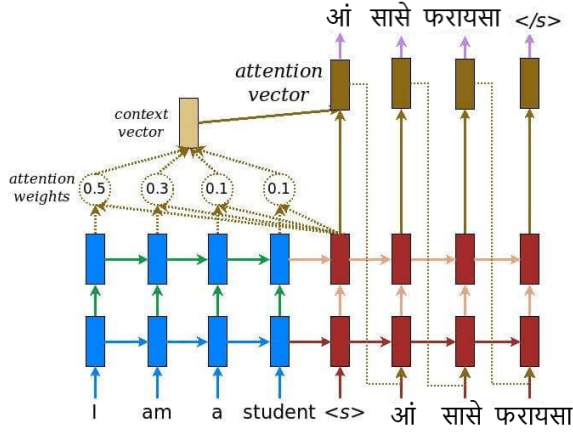 आं सासे फरायसा </s>
attention
vector
context
vector
attention
weights
0.5 0.3 0.1 0.1
I am a student <s> आं सासे फरायसा